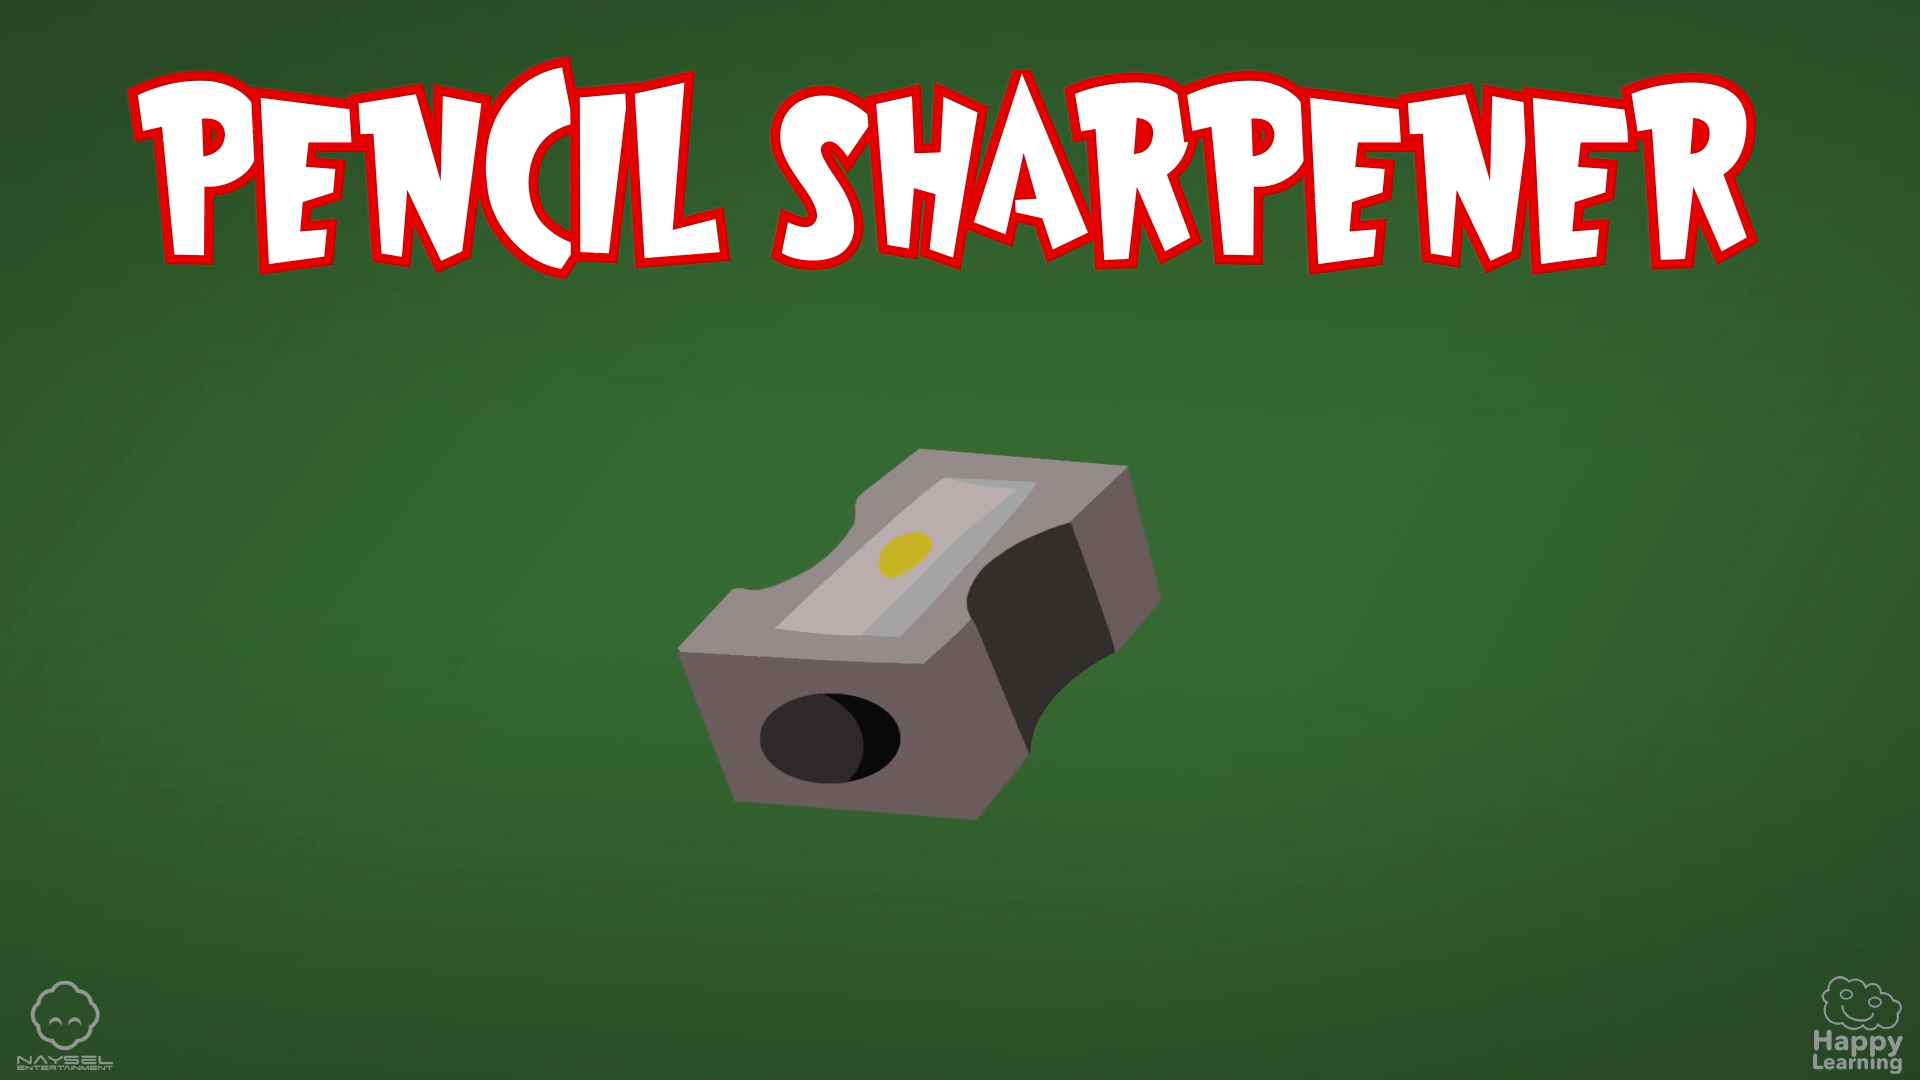 PENCIL SHARPENER
NAYSEL
ENTERTAINMENT
Happy
Learning